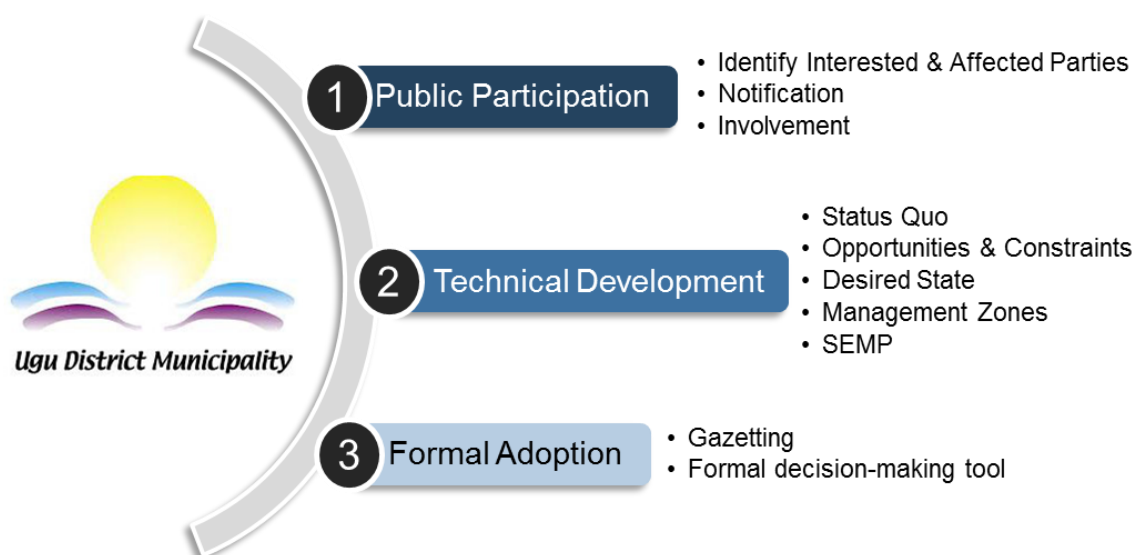 1 Public Participation
• Identify Interested & Affected Parties
• Notification
• Involvement
2 Technical Development
• Status Quo
• Opportunities & Constraints
• Desired State
• Management Zones
• SEMP
Ugu District Municipality
3 Formal Adoption
• Gazetting
• Formal decision-making tool